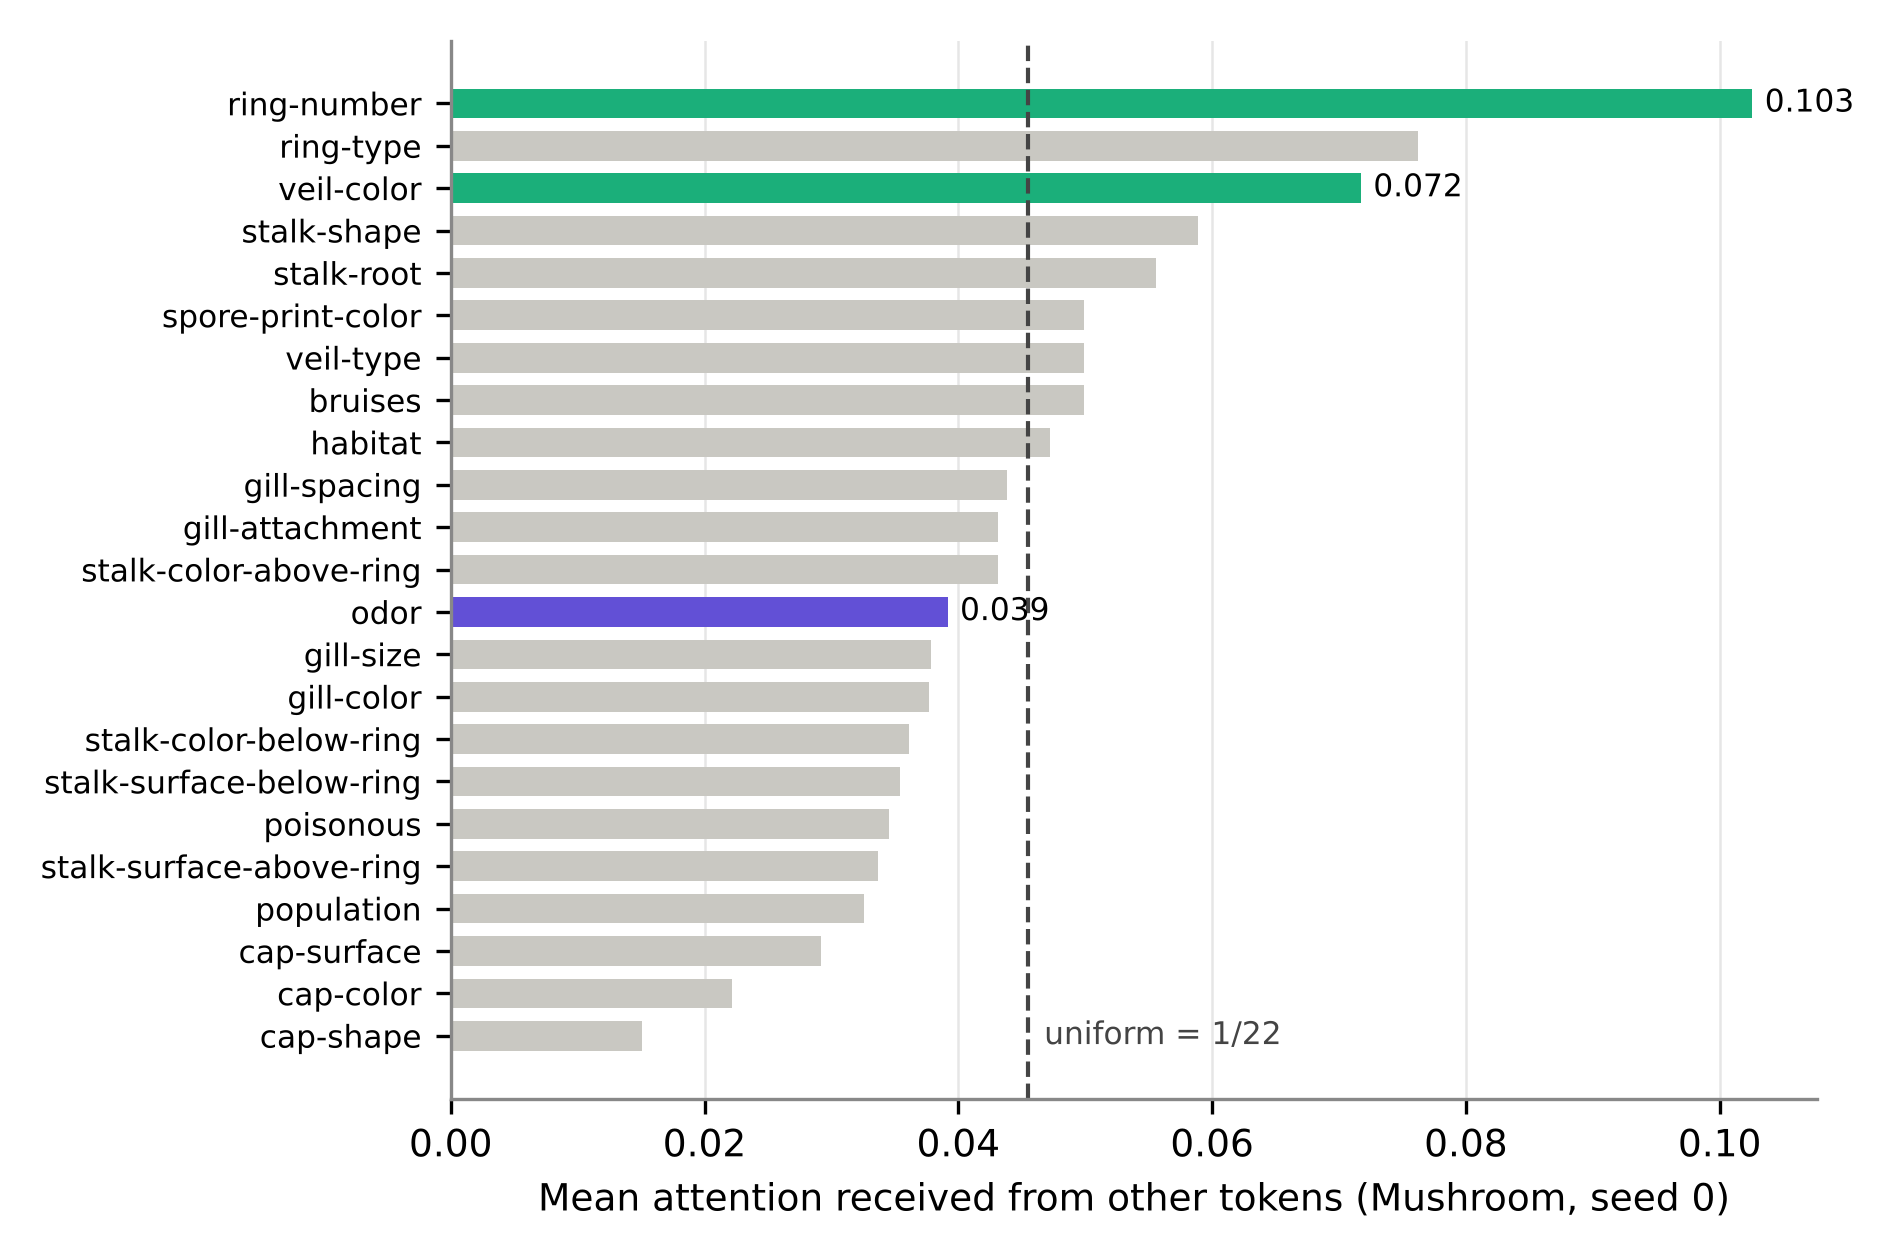 ring-number 0.103
ring-type
veil-color 0.072
stalk-shape
stalk-root
spore-print-color
veil-type
bruises
habitat
gill-spacing
gill-attachment
stalk-color-above-ring
odor 0.039
gill-size
gill-color
stalk-color-below-ring
stalk-surface-below-ring
poisonous
stalk-surface-above-ring
population
cap-surface
cap-color
cap-shape uniform = 1/22
0.00 0.02 0.04 0.06 0.08 0.10
Mean attention received from other tokens (Mushroom, seed 0)